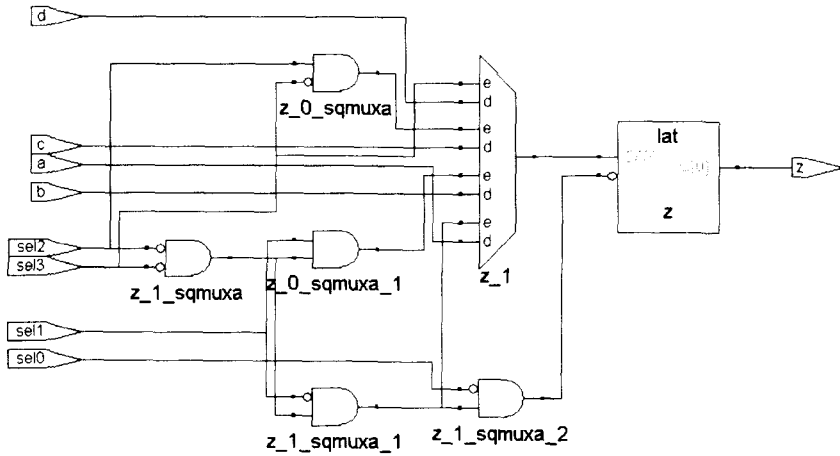 d
z_0_sqmuxa
e
d
e
c
d
a
e
b
d
e
d
lat
z
z
sel2
sel3
z_1_sqmuxa
z_0_sqmuxa_1
z_1
sel1
sel0
z_1_sqmuxa_1
z_1_sqmuxa_2